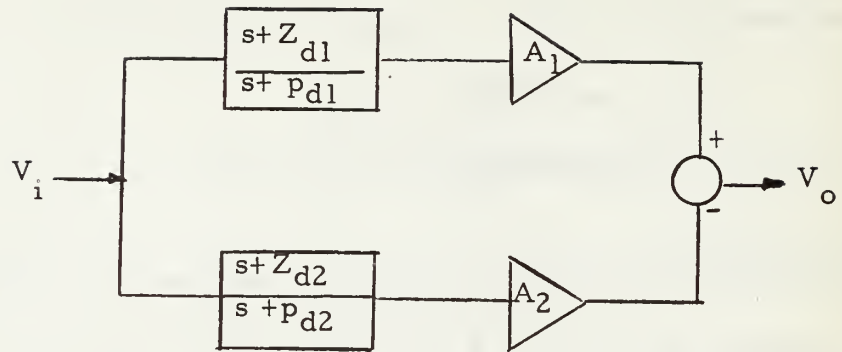 s+ Z_d1
s+ p_d1
A_1
V_i
+
-
V_o
s+ Z_d2
s +p_d2
A_2